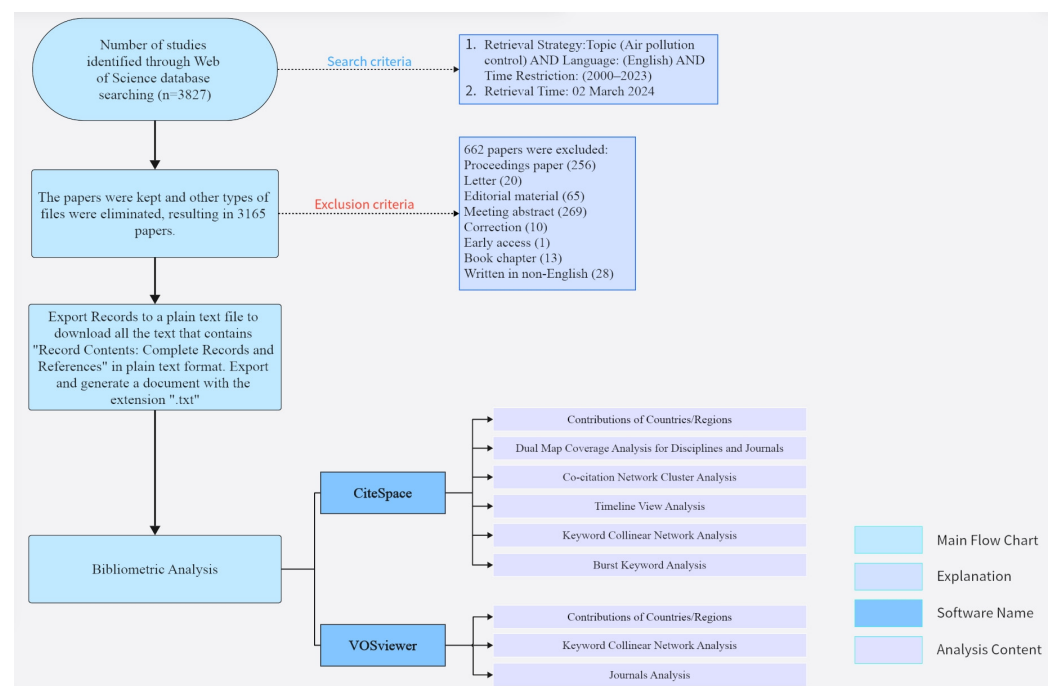 Number of studies
identified through Web
of Science database
searching (n=3827)
Search criteria
1. Retrieval Strategy:Topic (Air pollution
control) AND Language: (English) AND
Time Restriction: (2000–2023)
2. Retrieval Time: 02 March 2024
The papers were kept and other types of
files were eliminated, resulting in 3165
papers.
Exclusion criteria
662 papers were excluded:
Proceedings paper (256)
Letter (20)
Editorial material (65)
Meeting abstract (269)
Correction (10)
Early access (1)
Book chapter (13)
Written in non-English (28)
Export Records to a plain text file to
download all the text that contains
"Record Contents: Complete Records and
References" in plain text format. Export
and generate a document with the
extension ".txt"
Bibliometric Analysis
CiteSpace
Contributions of Countries/Regions
Dual Map Coverage Analysis for Disciplines and Journals
Co-citation Network Cluster Analysis
Timeline View Analysis
Keyword Collinear Network Analysis
Burst Keyword Analysis
VOSviewer
Contributions of Countries/Regions
Keyword Collinear Network Analysis
Journals Analysis
Main Flow Chart
Explanation
Software Name
Analysis Content